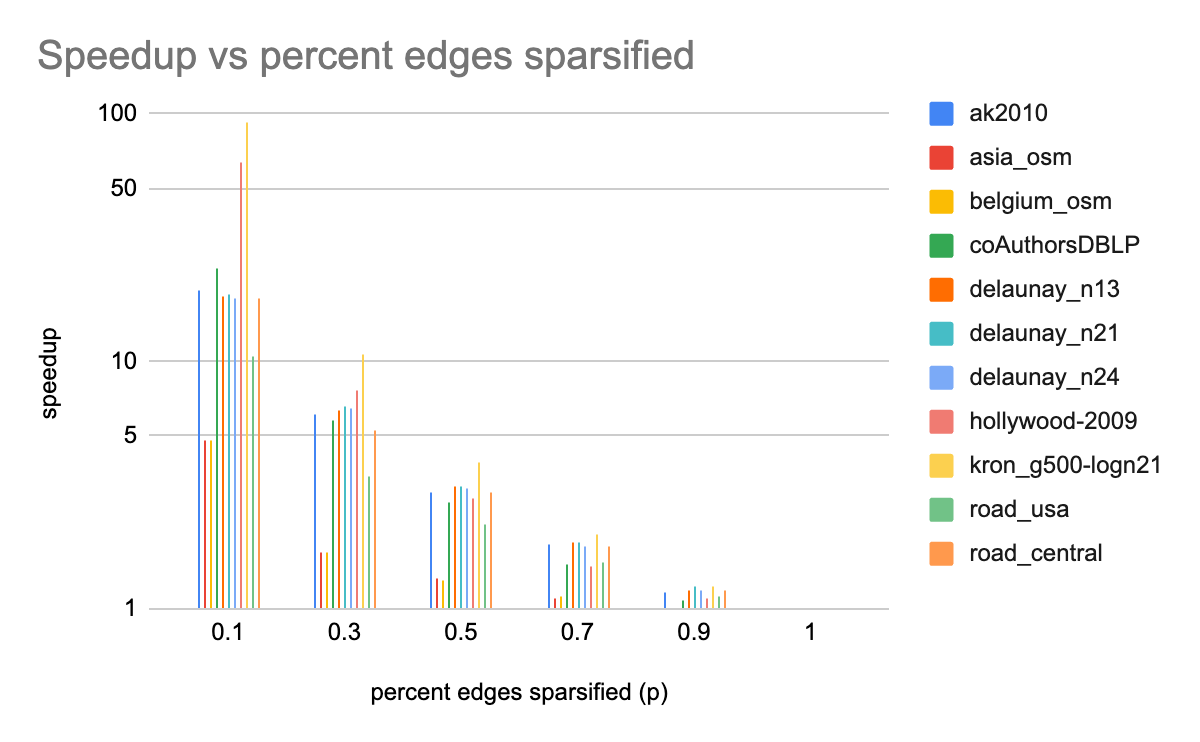 Speedup vs percent edges sparsified
100
50
10
5
1
speedup
0.1 0.3 0.5 0.7 0.9 1
percent edges sparsified (p)
ak2010
asia_osm
belgium_osm
coAuthorsDBLP
delaunay_n13
delaunay_n21
delaunay_n24
hollywood-2009
kron_g500-logn21
road_usa
road_central